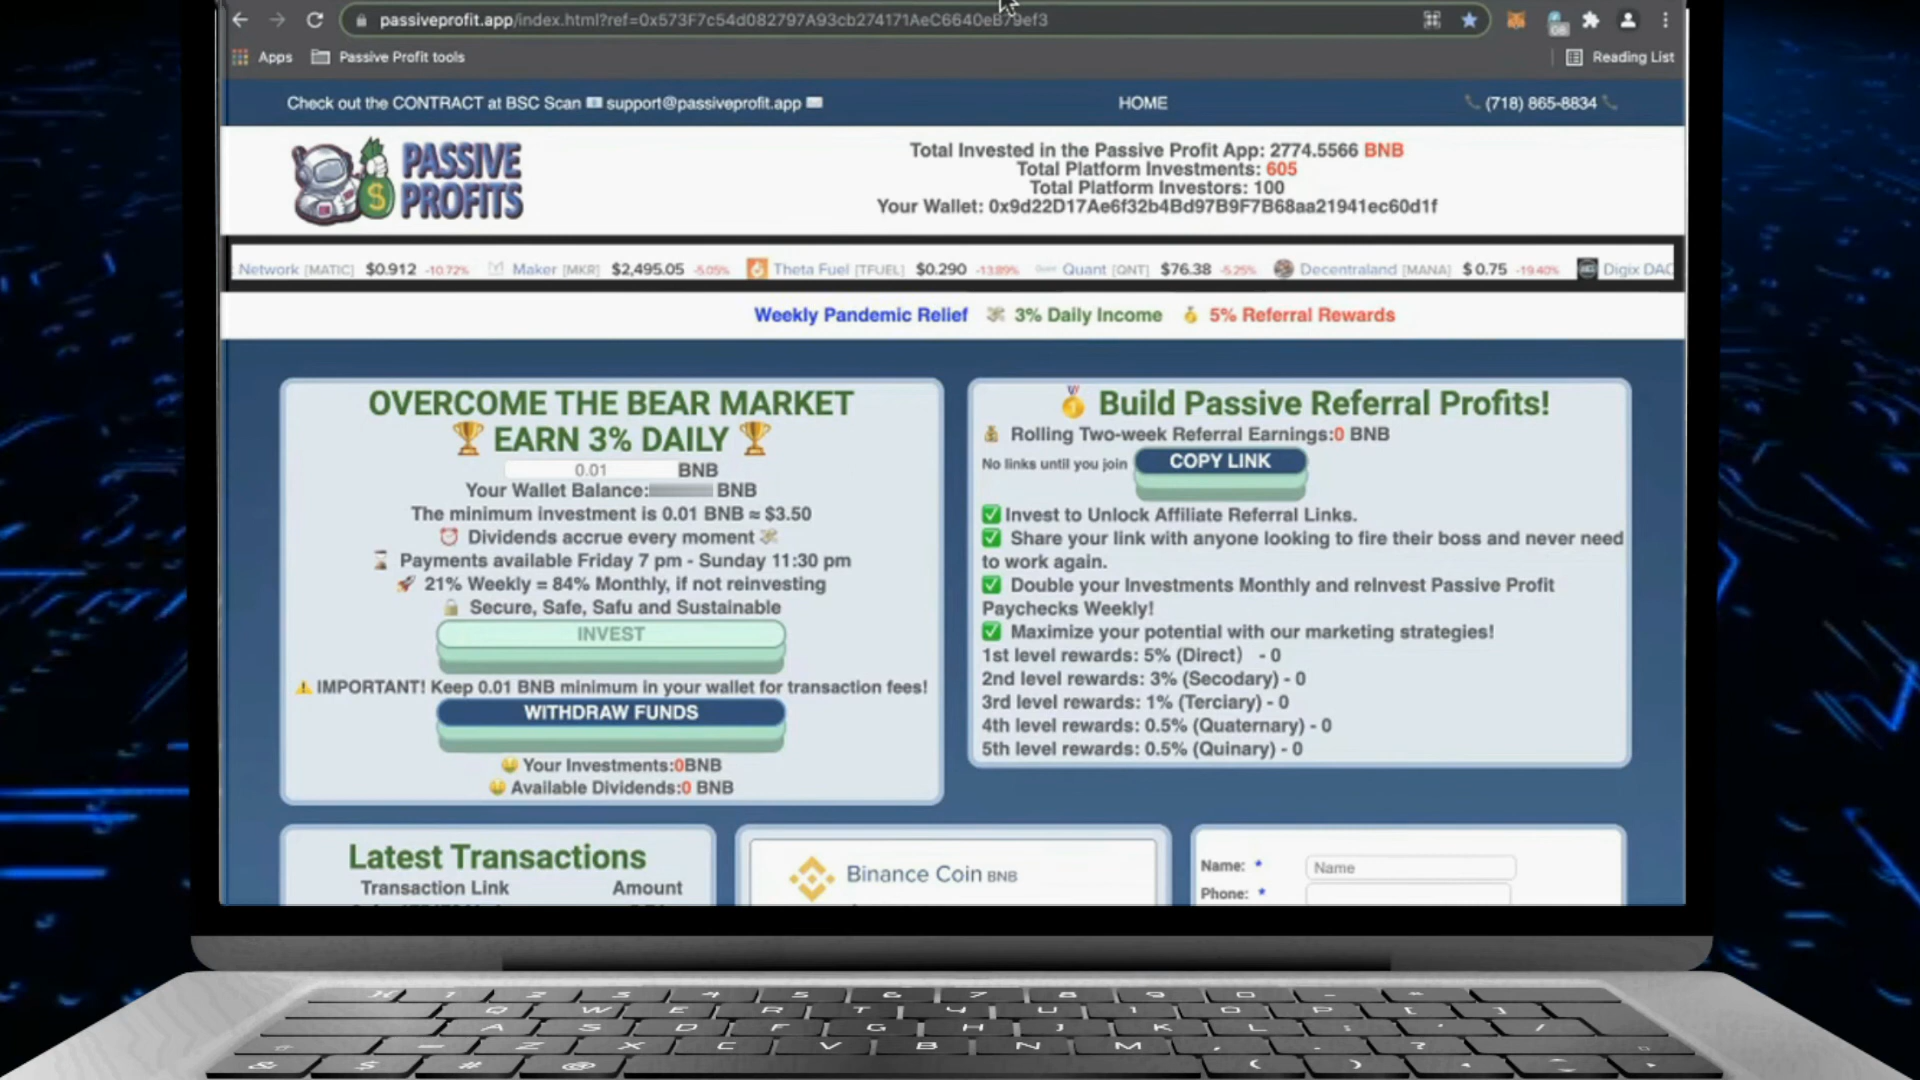 passiveprofit.app/index.html?ref=0x573F7c54d082797A93cb274171AeC6640eB79ef3
Apps Passive Profit tools Reading List
Check out the CONTRACT at BSC Scan support@passiveprofit.app HOME (718) 865-8834
PASSIVE PROFITS
Total Invested in the Passive Profit App: 2774.5566 BNB
Total Platform Investments: 605
Total Platform Investors: 100
Your Wallet: 0x9d22D17Ae6f32b4Bd97B9F7B68aa21941ec60d1f
Network [MATIC] $0.912 -10.72% Maker [MKR] $2,495.05 -5.05% Theta Fuel [TFUEL] $0.290 -13.89% Quant [QNT] $76.38 -5.25% Decentraland [MANA] $0.75 -19.40% Digix DAO
Weekly Pandemic Relief 3% Daily Income 5% Referral Rewards
OVERCOME THE BEAR MARKET
EARN 3% DAILY
0.01 BNB
Your Wallet Balance: BNB
The minimum investment is 0.01 BNB ≈ $3.50
Dividends accrue every moment
Payments available Friday 7 pm - Sunday 11:30 pm
21% Weekly = 84% Monthly, if not reinvesting
Secure, Safe, Safu and Sustainable
INVEST
IMPORTANT! Keep 0.01 BNB minimum in your wallet for transaction fees!
WITHDRAW FUNDS
Your Investments:0BNB
Available Dividends:0 BNB
Build Passive Referral Profits!
Rolling Two-week Referral Earnings:0 BNB
No links until you join COPY LINK
Invest to Unlock Affiliate Referral Links.
Share your link with anyone looking to fire their boss and never need
to work again.
Double your Investments Monthly and reInvest Passive Profit
Paychecks Weekly!
Maximize your potential with our marketing strategies!
1st level rewards: 5% (Direct) - 0
2nd level rewards: 3% (Secodary) - 0
3rd level rewards: 1% (Terciary) - 0
4th level rewards: 0.5% (Quaternary) - 0
5th level rewards: 0.5% (Quinary) - 0
Latest Transactions
Transaction Link Amount
Binance Coin BNB
Name: * Name
Phone: *